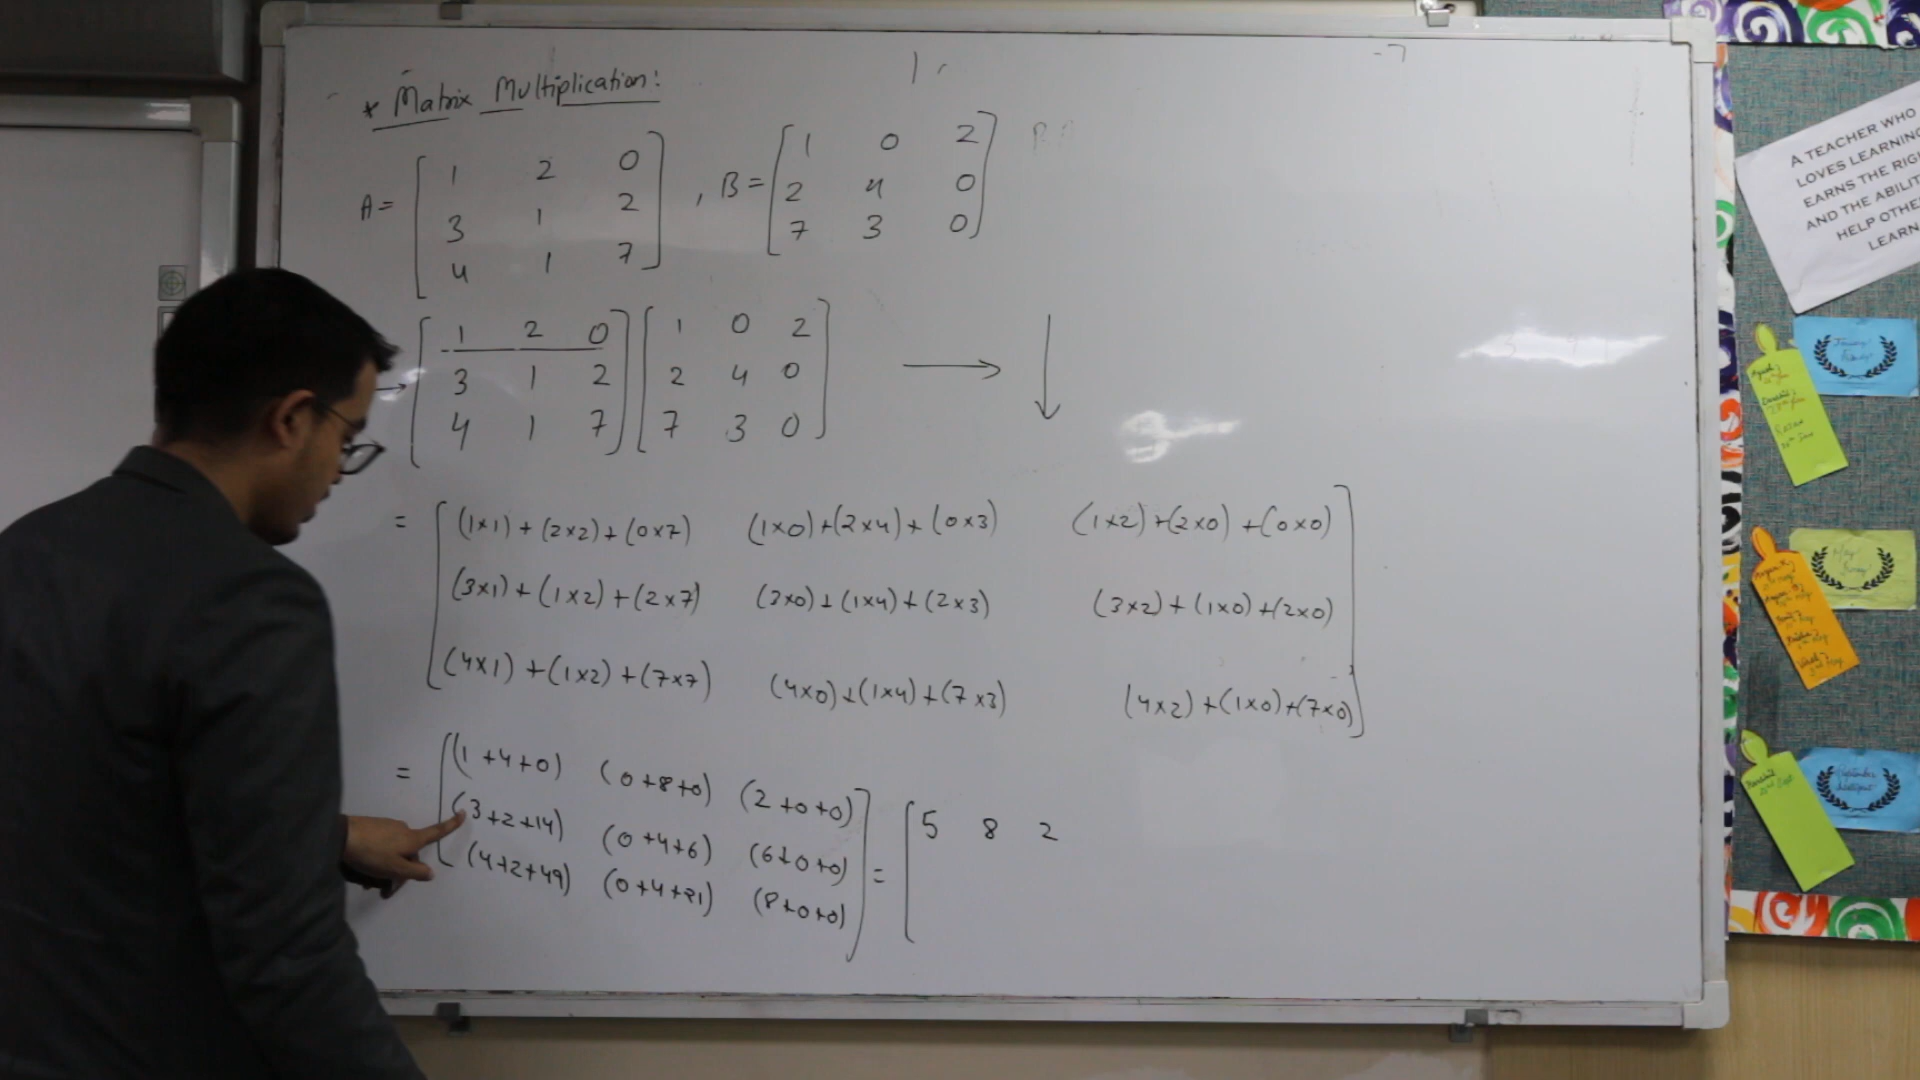 * Matrix Multiplication:
A = [ 1 2 0 , B = [ 1 0 2
3 1 2 2 4 0
4 1 7 ] 7 3 0 ]
→ [ 1 2 0 ] [ 1 0 2 ] → ↓
3 1 2 2 4 0
4 1 7 7 3 0
= [ (1×1) + (2×2) + (0×7) (1×0) + (2×4) + (0×3) (1×2) + (2×0) + (0×0)
(3×1) + (1×2) + (2×7) (3×0) + (1×4) + (2×3) (3×2) + (1×0) + (2×0)
(4×1) + (1×2) + (7×7) (4×0) + (1×4) + (7×3) (4×2) + (1×0) + (7×0) ]
= [ (1+4+0) (0+8+0) (2+0+0)
(3+2+14) (0+4+6) (6+0+0)
(4+2+49) (0+4+21) (8+0+0) ] = [ 5 8 2
-7
A TEACHER WHO
LOVES LEARNING
EARNS THE RIG
AND THE ABILIT
HELP OTHE
LEARN